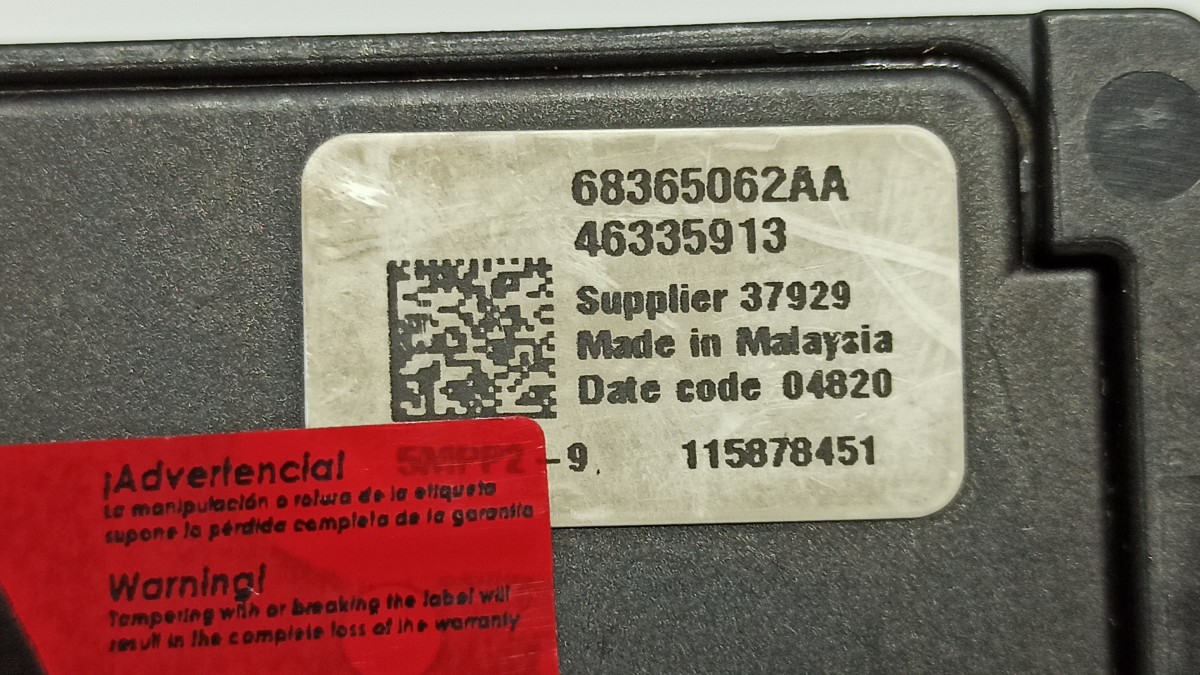 68365062AA
46335913
Supplier 37929
Made in Malaysia
Date code 04820
5MPP2-9 115878451
¡Advertencia!
La manipulación o rotura de la etiqueta
supone la pérdida completa de la garantía
Warning!
Tampering with or breaking the label will
result in the complete loss of the warranty